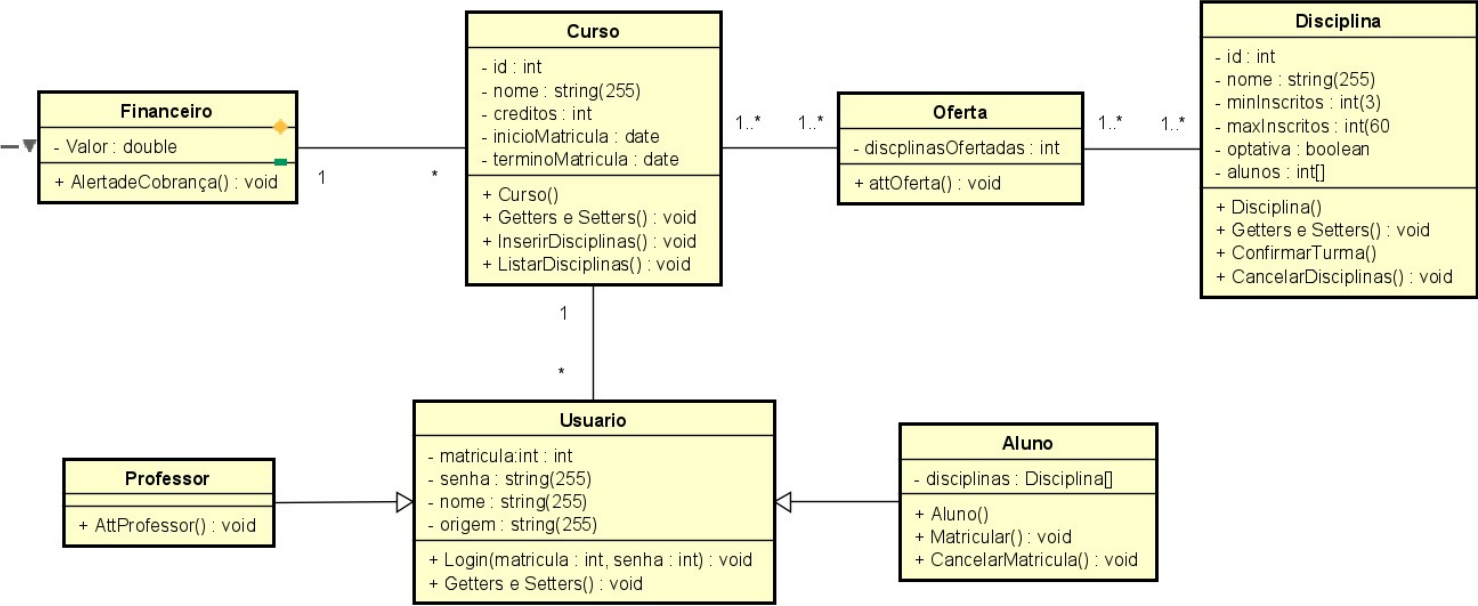 Financeiro
- Valor : double
+ AlertadeCobrança() : void
1
*
Curso
- id : int
- nome : string(255)
- creditos : int
- inicioMatricula : date
- terminoMatricula : date
+ Curso()
+ Getters e Setters() : void
+ InserirDisciplinas() : void
+ ListarDisciplinas() : void
1..*
1..*
Oferta
- discplinasOfertadas : int
+ attOferta() : void
1..*
1..*
Disciplina
- id : int
- nome : string(255)
- minInscritos : int(3)
- maxInscritos : int(60
- optativa : boolean
- alunos : int[]
+ Disciplina()
+ Getters e Setters() : void
+ ConfirmarTurma()
+ CancelarDisciplinas() : void
1
*
Professor
+ AttProfessor() : void
Usuario
- matricula:int : int
- senha : string(255)
- nome : string(255)
- origem : string(255)
+ Login(matricula : int, senha : int) : void
+ Getters e Setters() : void
Aluno
- disciplinas : Disciplina[]
+ Aluno()
+ Matricular() : void
+ CancelarMatricula() : void